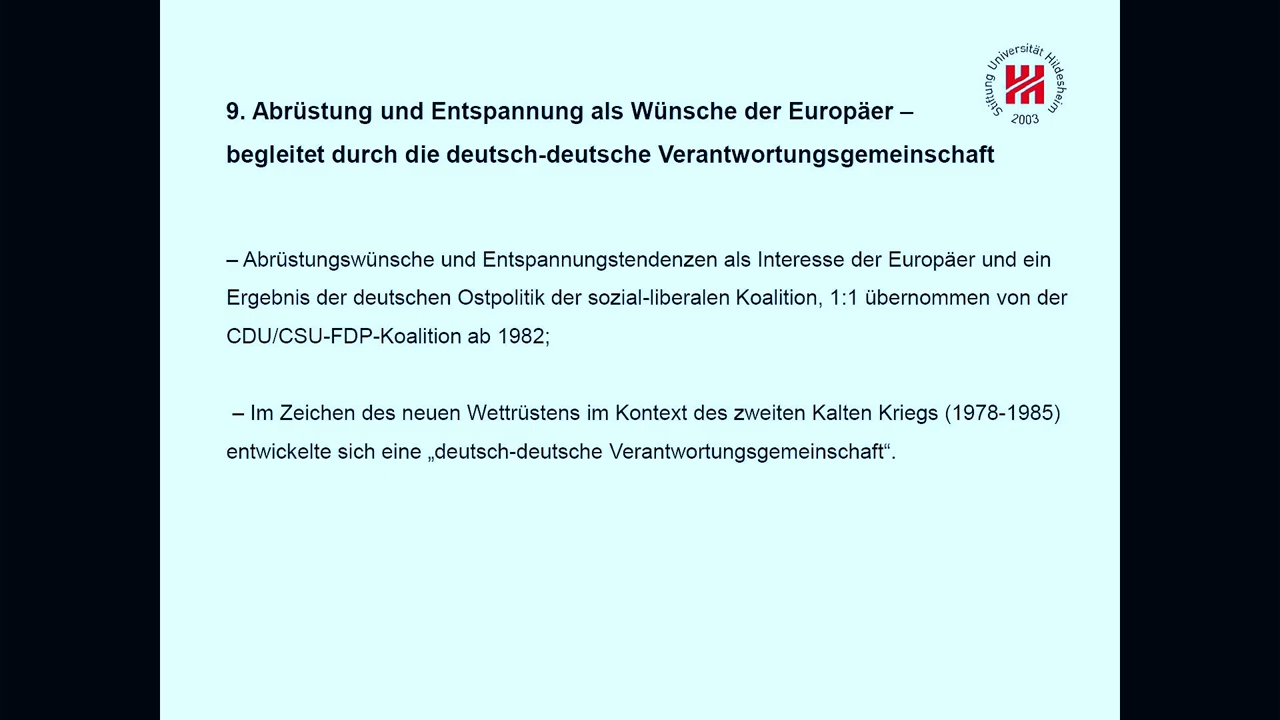 Stiftung Universität Hildesheim
2003
9. Abrüstung und Entspannung als Wünsche der Europäer –
begleitet durch die deutsch-deutsche Verantwortungsgemeinschaft
– Abrüstungswünsche und Entspannungstendenzen als Interesse der Europäer und ein
Ergebnis der deutschen Ostpolitik der sozial-liberalen Koalition, 1:1 übernommen von der
CDU/CSU-FDP-Koalition ab 1982;
– Im Zeichen des neuen Wettrüstens im Kontext des zweiten Kalten Kriegs (1978-1985)
entwickelte sich eine „deutsch-deutsche Verantwortungsgemeinschaft“.